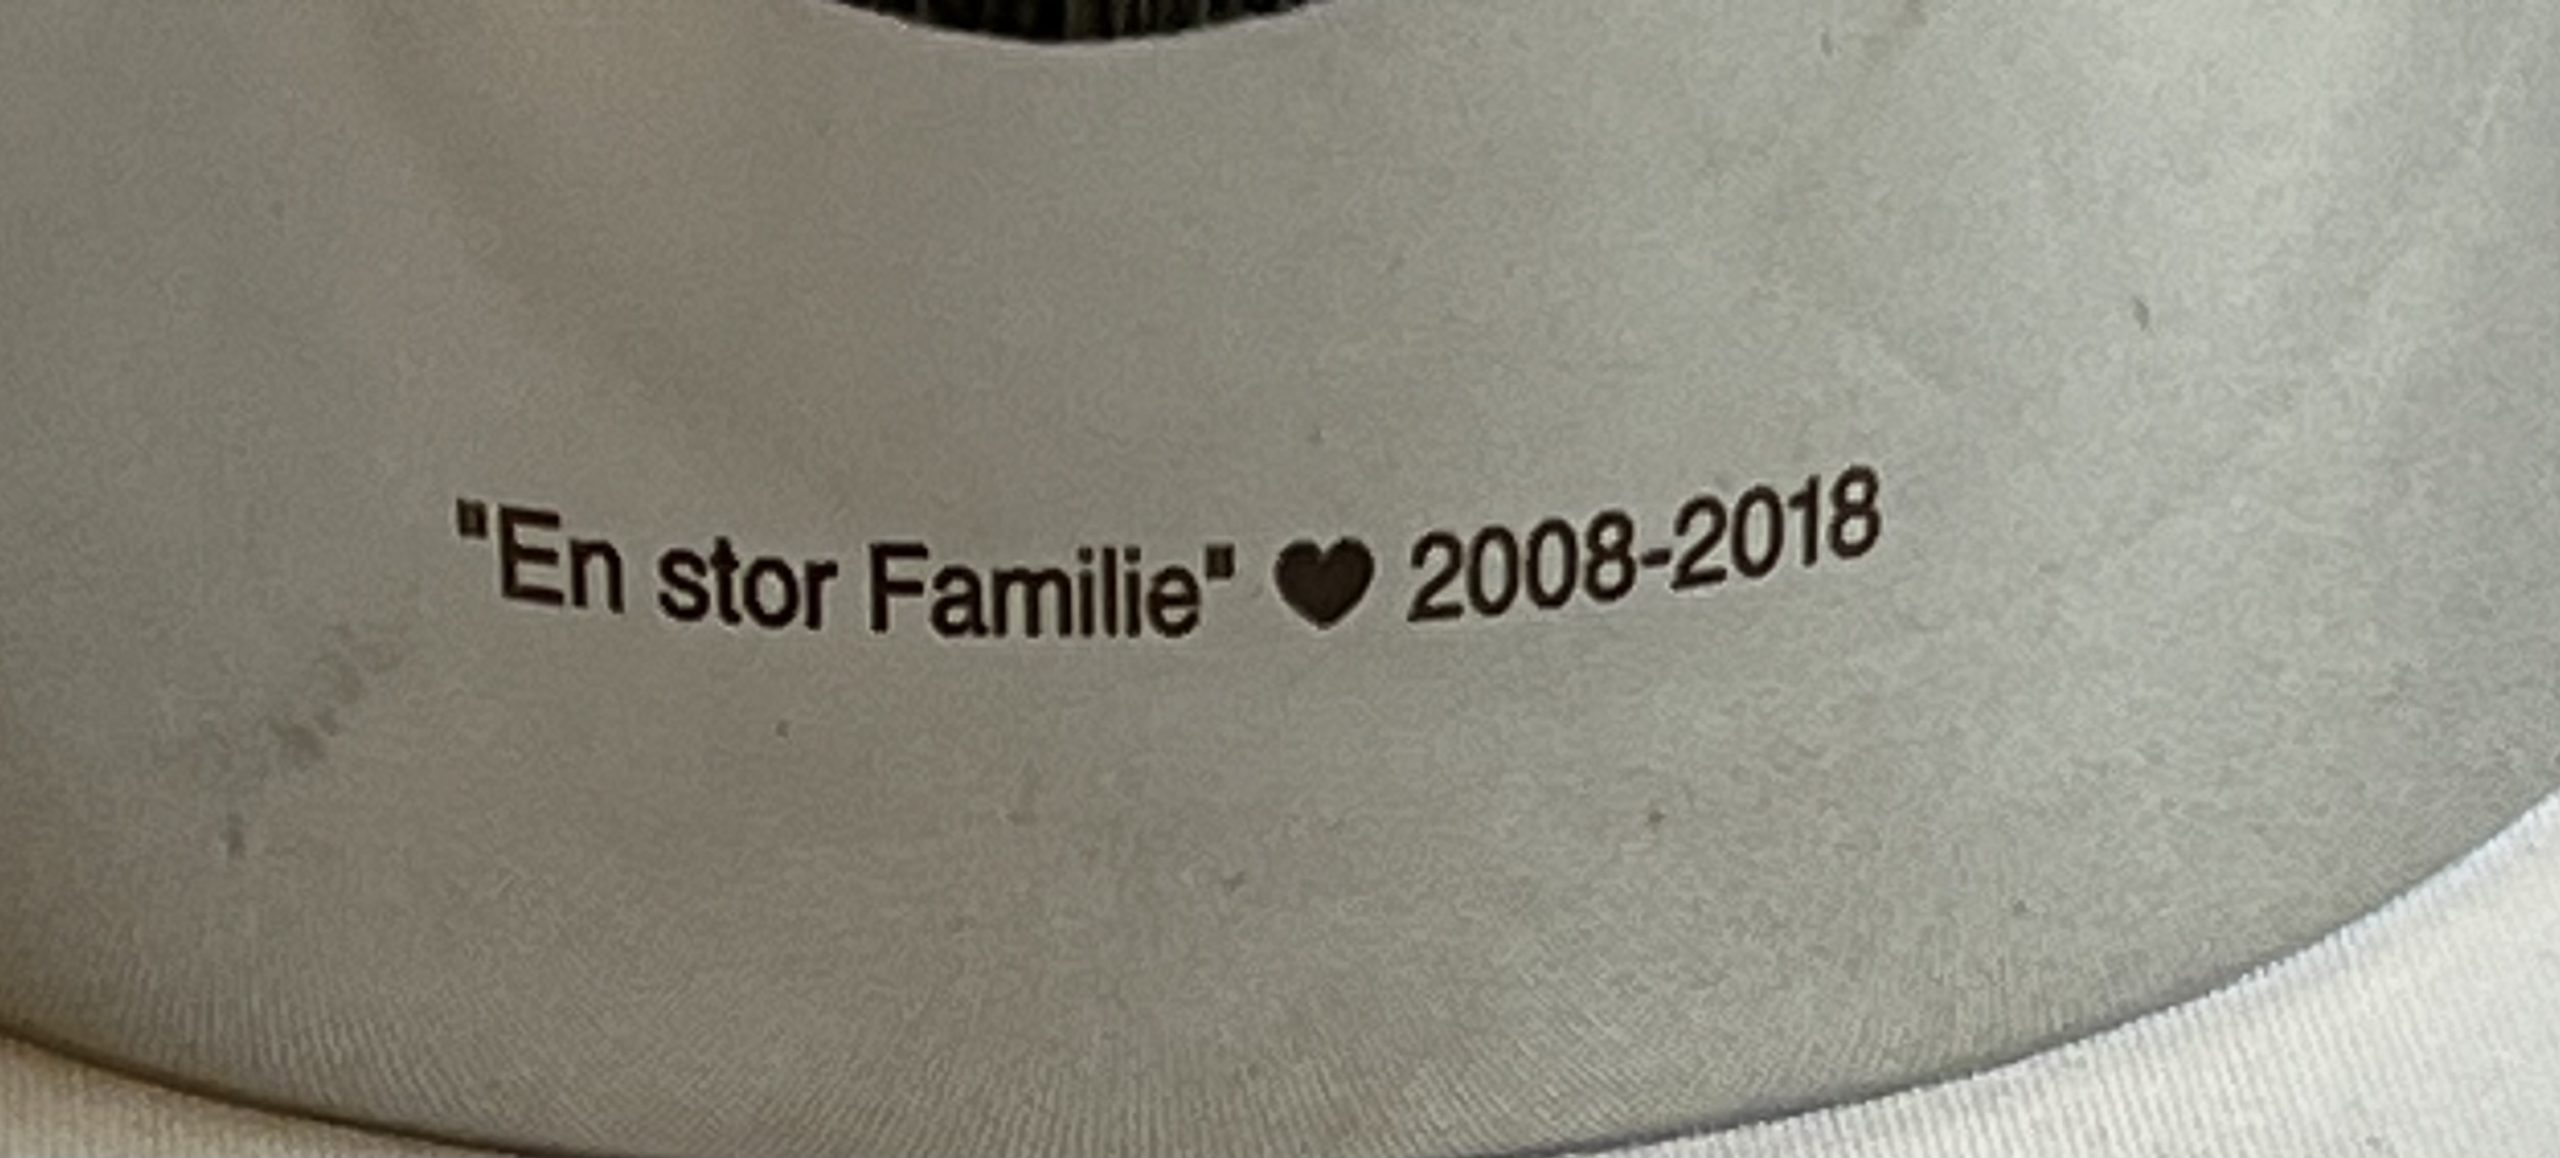 "En stor Familie" ♥ 2008-2018